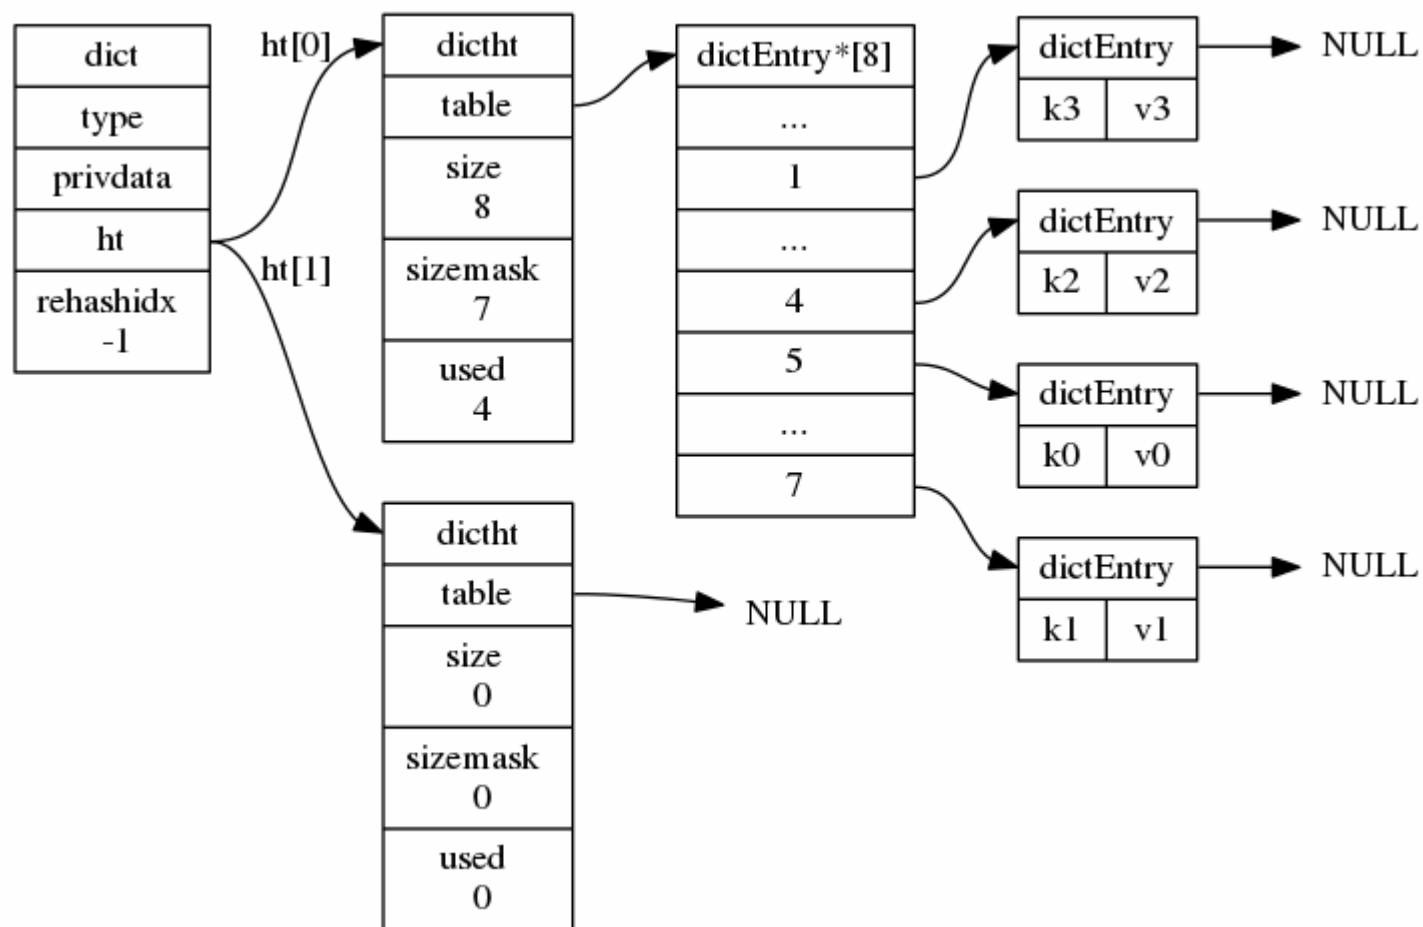 dict
type
privdata
ht
rehashidx
-1
ht[0]
ht[1]
dictht
table
size
8
sizemask
7
used
4
dictht
table
size
0
sizemask
0
used
0
NULL
dictEntry*[8]
...
1
...
4
5
...
7
dictEntry
k3 v3
NULL
dictEntry
k2 v2
NULL
dictEntry
k0 v0
NULL
dictEntry
k1 v1
NULL